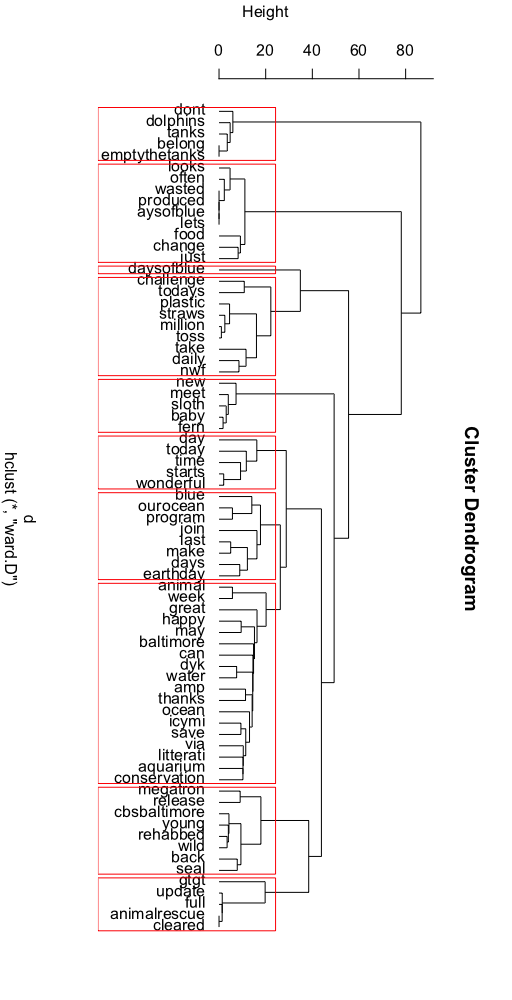 Height
0 20 40 60 80
dont
dolphins
tanks
belong
emptythetanks
looks
often
wasted
produced
aysofblue
lets
food
change
just
daysofblue
challenge
todays
plastic
straws
million
toss
take
daily
nwf
new
meet
sloth
baby
fern
day
today
time
starts
wonderful
blue
ourocean
program
join
last
make
days
earthday
animal
week
great
happy
may
baltimore
can
dyk
water
amp
thanks
ocean
icymi
save
via
litterati
aquarium
conservation
megatron
release
cbsbaltimore
young
rehabbed
wild
back
seal
gtgt
update
full
animalrescue
cleared
Cluster Dendrogram
d
hclust (*, "ward.D")